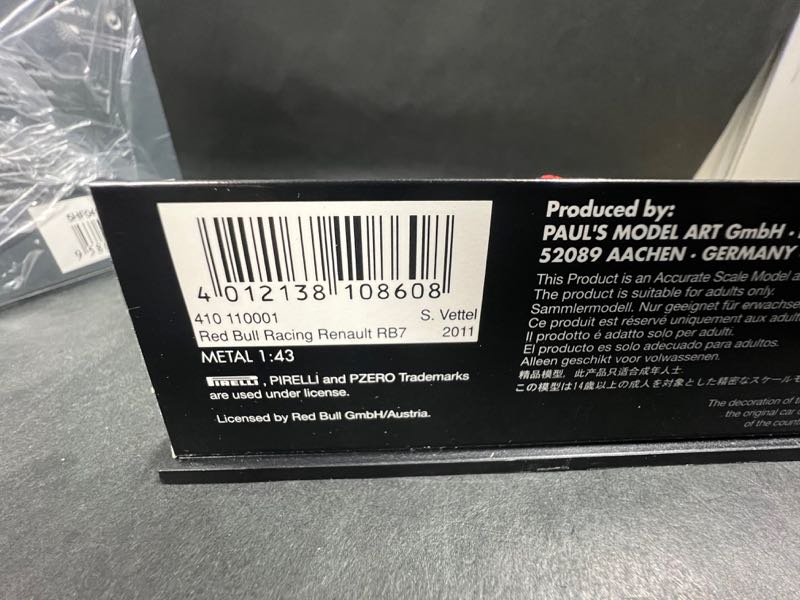 4 012138 108608
410 110001 S. Vettel
Red Bull Racing Renault RB7 2011
METAL 1:43
PIRELLI, PIRELLI and PZERO Trademarks
are used under license.
Licensed by Red Bull GmbH/Austria.
Produced by:
PAUL'S MODEL ART GmbH ·
52089 AACHEN · GERMANY
This Product is an Accurate Scale Model
The product is suitable for adults only.
Sammlermodell. Nur geeignet für
Ce produit est réservé uniquement aux
Il prodotto é adatto solo per adulti.
El producto es solo adecuado para adultos.
Alleen geschikt voor volwassenen.
精品模型，此产品只适合成年人士
この模型は14歳以上の成人を対象とした精密なスケール
The decoration of
the original car
of the